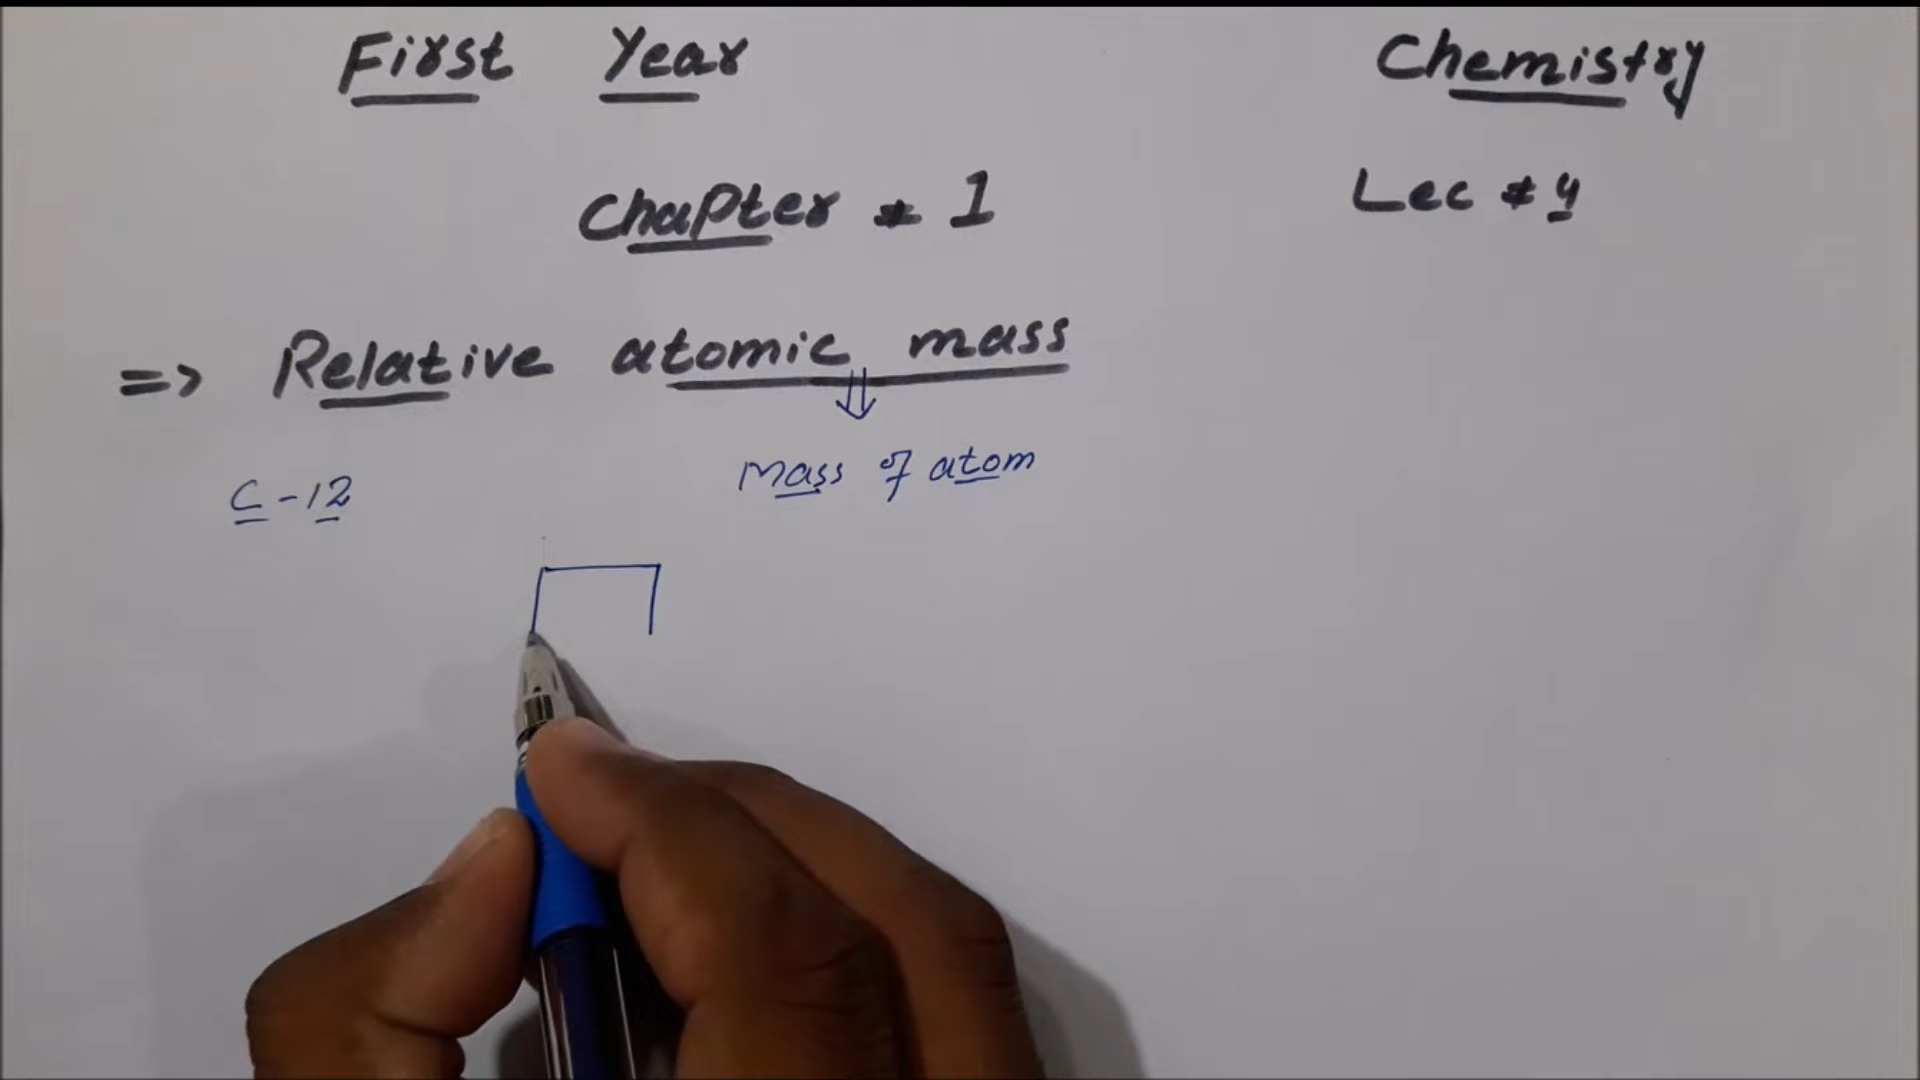 First Year Chemistry
Chapter * 1 Lec * 4
=> Relative atomic mass
⇓
C-12 Mass of atom